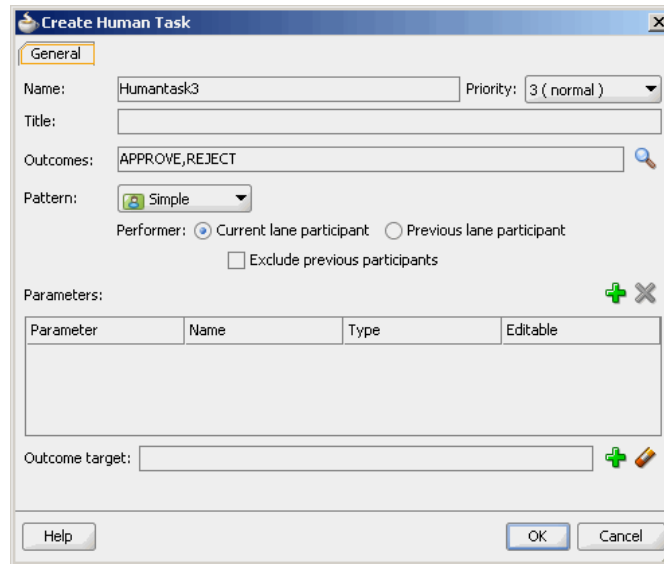 Create Human Task
General
Name: Humantask3 Priority: 3 ( normal )
Title:
Outcomes: APPROVE,REJECT
Pattern: Simple
Performer: Current lane participant Previous lane participant
Exclude previous participants
Parameters:
Parameter Name Type Editable
Outcome target:
Help OK Cancel